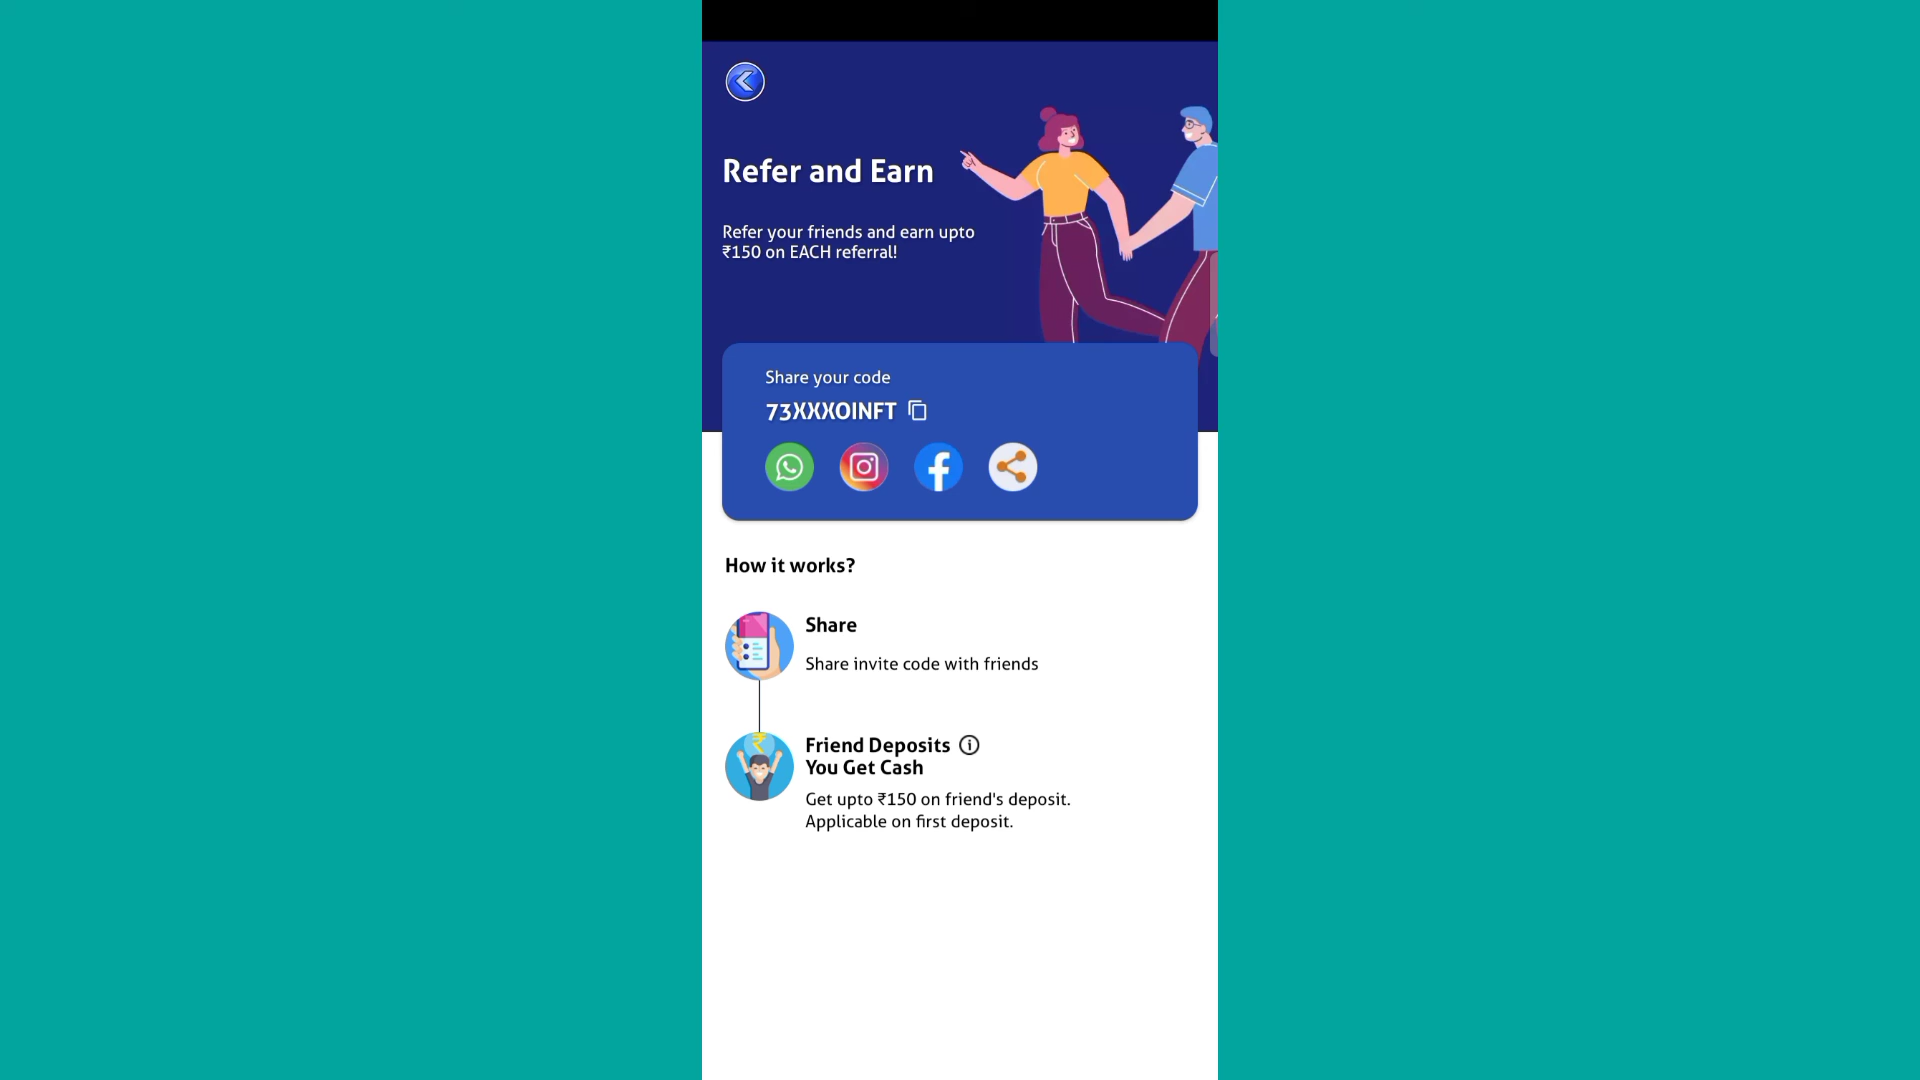 Refer and Earn
Refer your friends and earn upto
₹150 on EACH referral!
Share your code
73XXXOINFT
How it works?
Share
Share invite code with friends
Friend Deposits
You Get Cash
Get upto ₹150 on friend's deposit.
Applicable on first deposit.